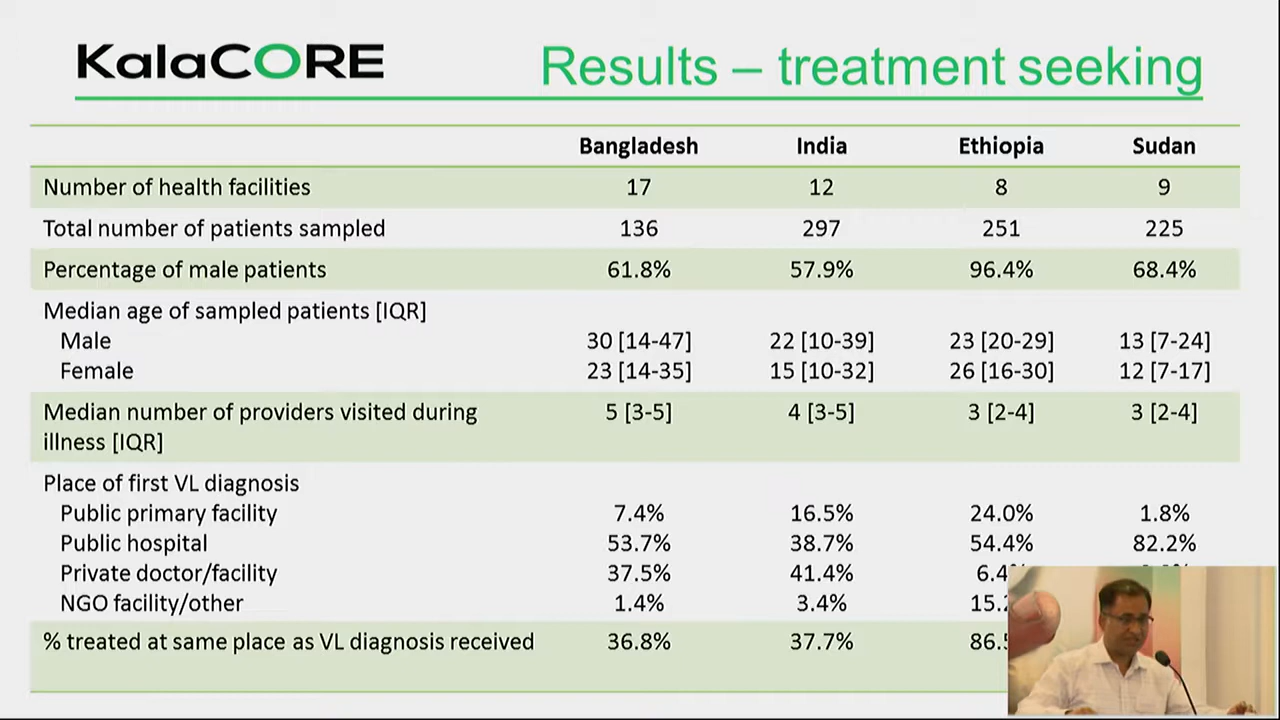 KalaCORE
Results – treatment seeking
Bangladesh India Ethiopia Sudan
Number of health facilities 17 12 8 9
Total number of patients sampled 136 297 251 225
Percentage of male patients 61.8% 57.9% 96.4% 68.4%
Median age of sampled patients [IQR]
Male 30 [14-47] 22 [10-39] 23 [20-29] 13 [7-24]
Female 23 [14-35] 15 [10-32] 26 [16-30] 12 [7-17]
Median number of providers visited during 5 [3-5] 4 [3-5] 3 [2-4] 3 [2-4]
illness [IQR]
Place of first VL diagnosis
Public primary facility 7.4% 16.5% 24.0% 1.8%
Public hospital 53.7% 38.7% 54.4% 82.2%
Private doctor/facility 37.5% 41.4% 6.4
NGO facility/other 1.4% 3.4% 15.2
% treated at same place as VL diagnosis received 36.8% 37.7% 86.5